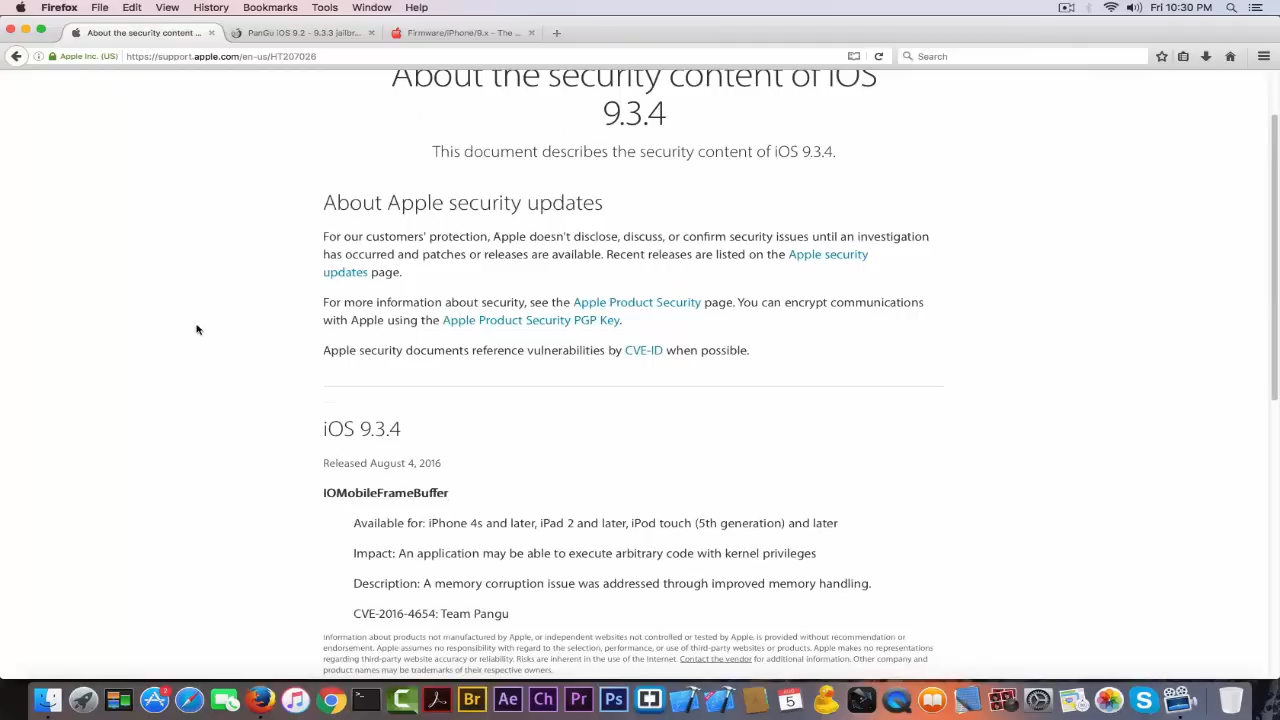 Firefox File Edit View History Bookmarks Tools Window Help Fri 10:30 PM
About the security content ... × PanGu iOS 9.2 - 9.3.3 jailbr... × Firmware/iPhone/9.x - The ... × +
Apple Inc. (US) https://support.apple.com/en-us/HT207026 Search
About the security content of iOS
9.3.4
This document describes the security content of iOS 9.3.4.
About Apple security updates
For our customers' protection, Apple doesn't disclose, discuss, or confirm security issues until an investigation
has occurred and patches or releases are available. Recent releases are listed on the Apple security
updates page.
For more information about security, see the Apple Product Security page. You can encrypt communications
with Apple using the Apple Product Security PGP Key.
Apple security documents reference vulnerabilities by CVE-ID when possible.
iOS 9.3.4
Released August 4, 2016
IOMobileFrameBuffer
Available for: iPhone 4s and later, iPad 2 and later, iPod touch (5th generation) and later
Impact: An application may be able to execute arbitrary code with kernel privileges
Description: A memory corruption issue was addressed through improved memory handling.
CVE-2016-4654: Team Pangu
Information about products not manufactured by Apple, or independent websites not controlled or tested by Apple, is provided without recommendation or
endorsement. Apple assumes no responsibility with regard to the selection, performance, or use of third-party websites or products. Apple makes no representations
regarding third-party website accuracy or reliability. Risks are inherent in the use of the Internet. Contact the vendor for additional information. Other company and
product names may be trademarks of their respective owners.
Br Ae Ch Pr Ps 5